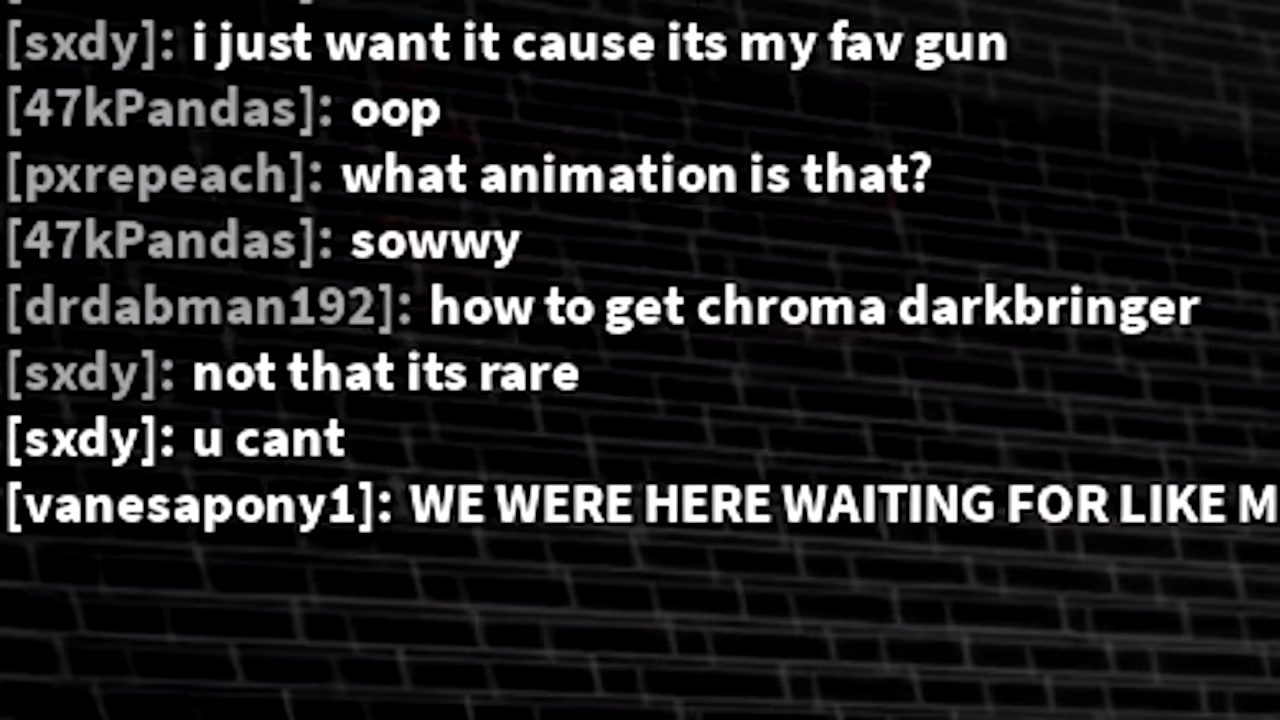 [sxdy]: i just want it cause its my fav gun
[47kPandas]: oop
[pxrepeach]: what animation is that?
[47kPandas]: sowwy
[drdabman192]: how to get chroma darkbringer
[sxdy]: not that its rare
[sxdy]: u cant
[vanesapony1]: WE WERE HERE WAITING FOR LIKE M